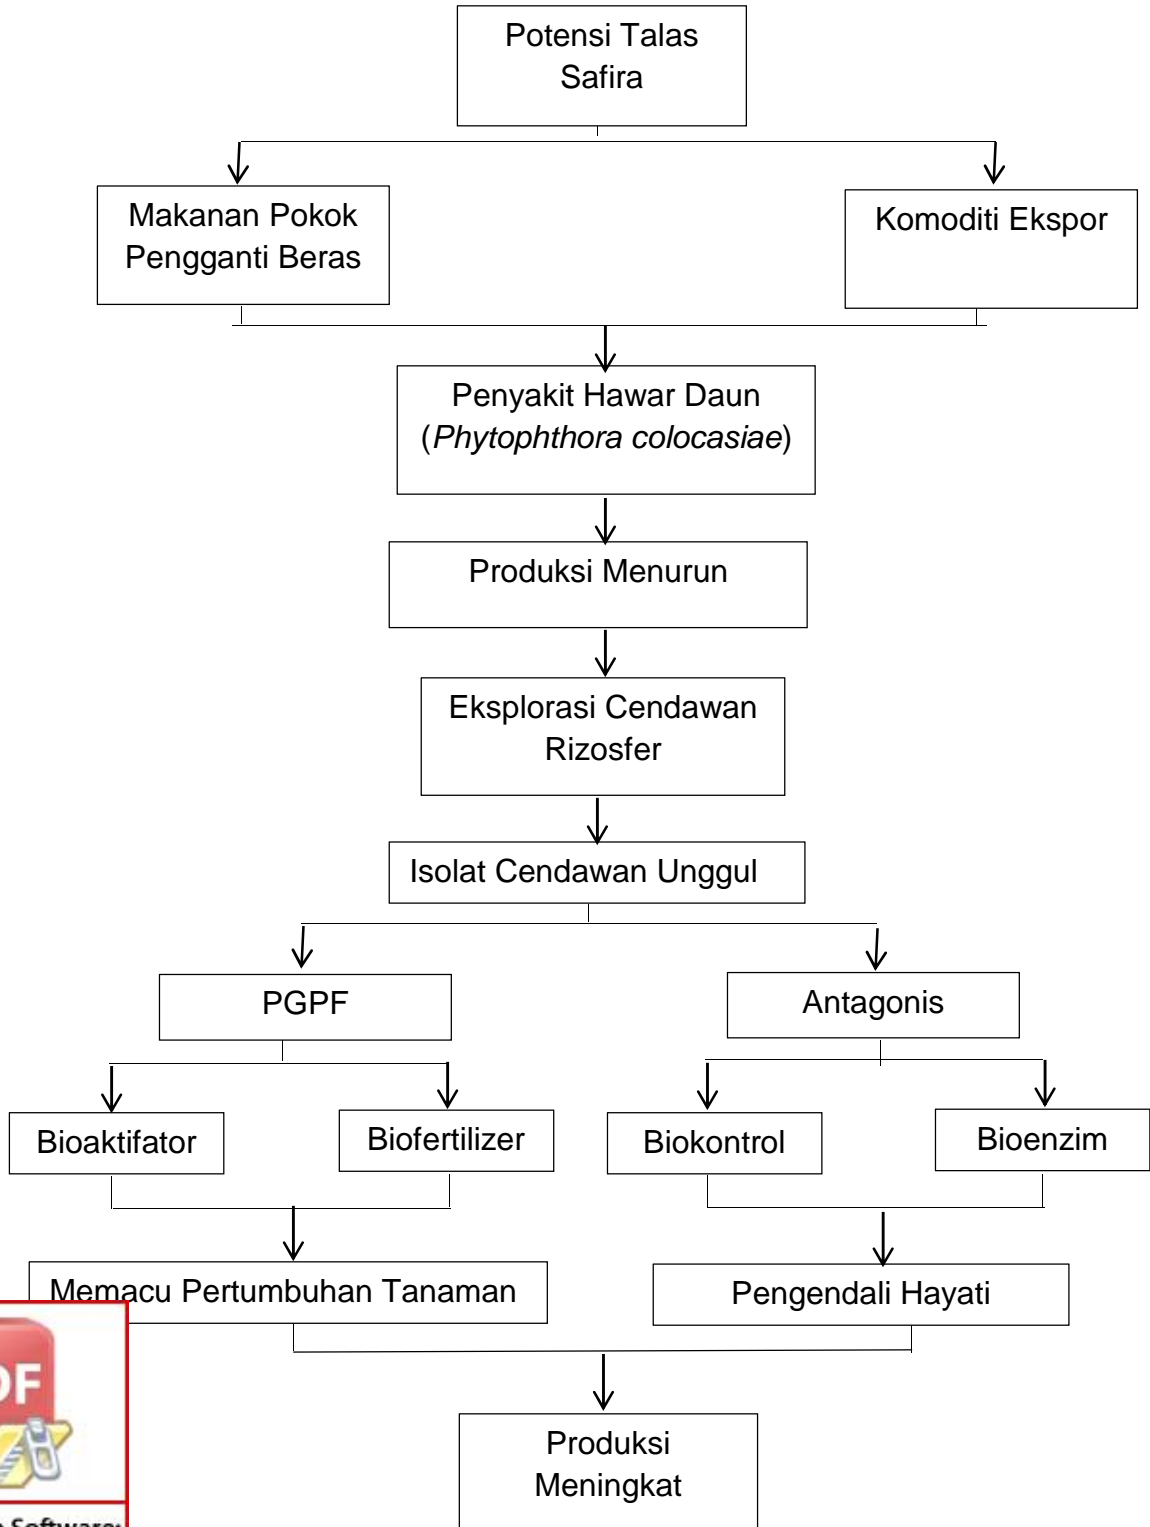 Potensi Talas
Safira
Makanan Pokok
Pengganti Beras
Komoditi Ekspor
Penyakit Hawar Daun
(Phytophthora colocasiae)
Produksi Menurun
Eksplorasi Cendawan
Rizosfer
Isolat Cendawan Unggul
PGPF
Antagonis
Bioaktifator
Biofertilizer
Biokontrol
Bioenzim
Memacu Pertumbuhan Tanaman
Pengendali Hayati
Produksi
Meningkat